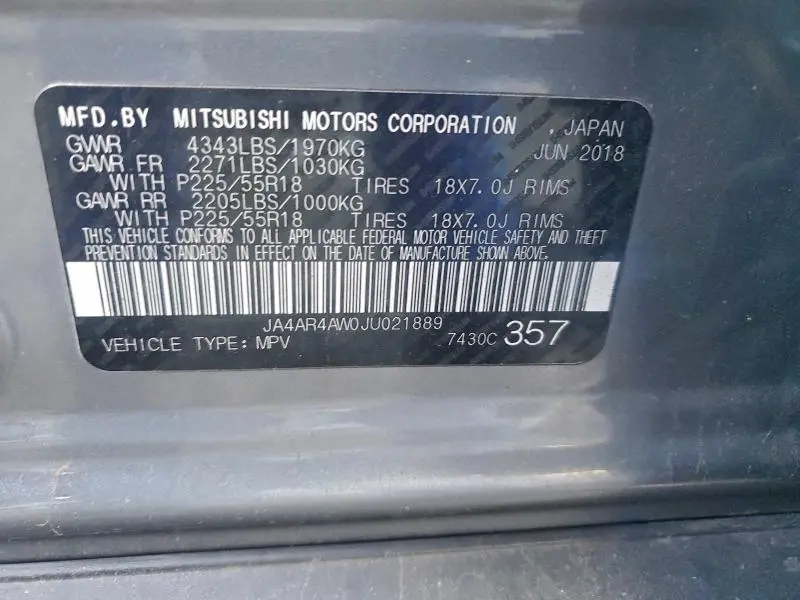 MFD.BY MITSUBISHI MOTORS CORPORATION , JAPAN
GVWR 4343LBS/1970KG JUN 2018
GAWR FR 2271LBS/1030KG
WITH P225/55R18 TIRES 18X7.0J RIMS
GAWR RR 2205LBS/1000KG
WITH P225/55R18 TIRES 18X7.0J RIMS
THIS VEHICLE CONFORMS TO ALL APPLICABLE FEDERAL MOTOR VEHICLE SAFETY AND THEFT
PREVENTION STANDARDS IN EFFECT ON THE DATE OF MANUFACTURE SHOWN ABOVE.
JA4AR4AW0JU021889
VEHICLE TYPE: MPV 7430C 357